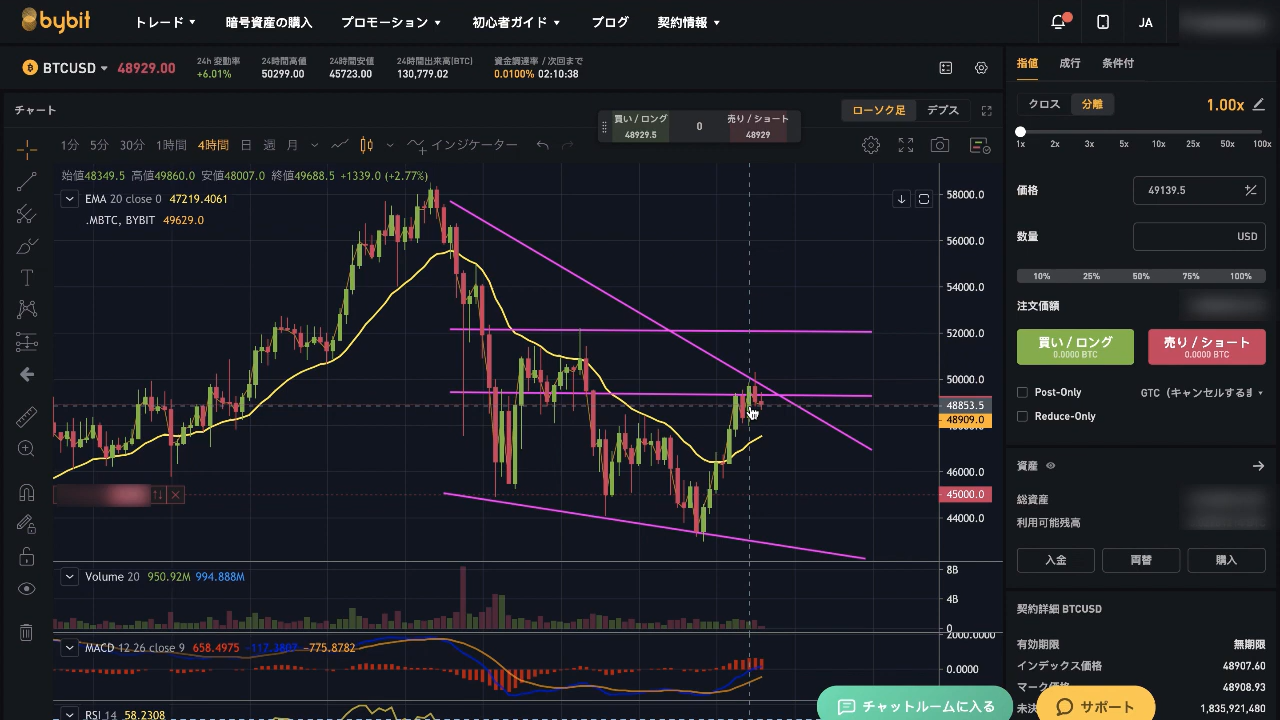 bybit トレード 暗号資産の購入 プロモーション 初心者ガイド ブログ 契約情報 JA
BTCUSD 48929.00
24h 変動率 +6.01%
24時間高値 50299.00
24時間安値 45723.00
24時間出来高(BTC) 130,779.02
資金調達率 / 次回まで 0.0100% 02:10:38
チャート
買い / ロング 48929.5
0
売り / ショート 48929
ローソク足 デプス
1分 5分 30分 1時間 4時間 日 週 月 インジケーター
始値48349.5 高値49860.0 安値48007.0 終値49688.5 +1339.0 (+2.77%)
EMA 20 close 0 47219.4061
.MBTC, BYBIT 49629.0
58000.0
56000.0
54000.0
52000.0
50000.0
48853.5
48909.0
46000.0
45000.0
44000.0
Volume 20 950.92M 994.888M
8B
4B
0
MACD 12 26 close 9 658.4975 -117.3807 -775.8782
2000.0000
0.0000
RSI 14 58.2308
指値 成行 条件付
クロス 分離 1.00x
1x 2x 3x 5x 10x 25x 50x 100x
価格 49139.5
数量 USD
10% 25% 50% 75% 100%
注文価額
買い / ロング 売り / ショート
0.0000 BTC 0.0000 BTC
Post-Only GTC（キャンセルするま
Reduce-Only
資産
総資産
利用可能残高
入金 両替 購入
契約詳細 BTCUSD
有効期限 無期限
インデックス価格 48907.60
マーク価格 48908.93
未決 1,835,921,480
チャットルームに入る サポート